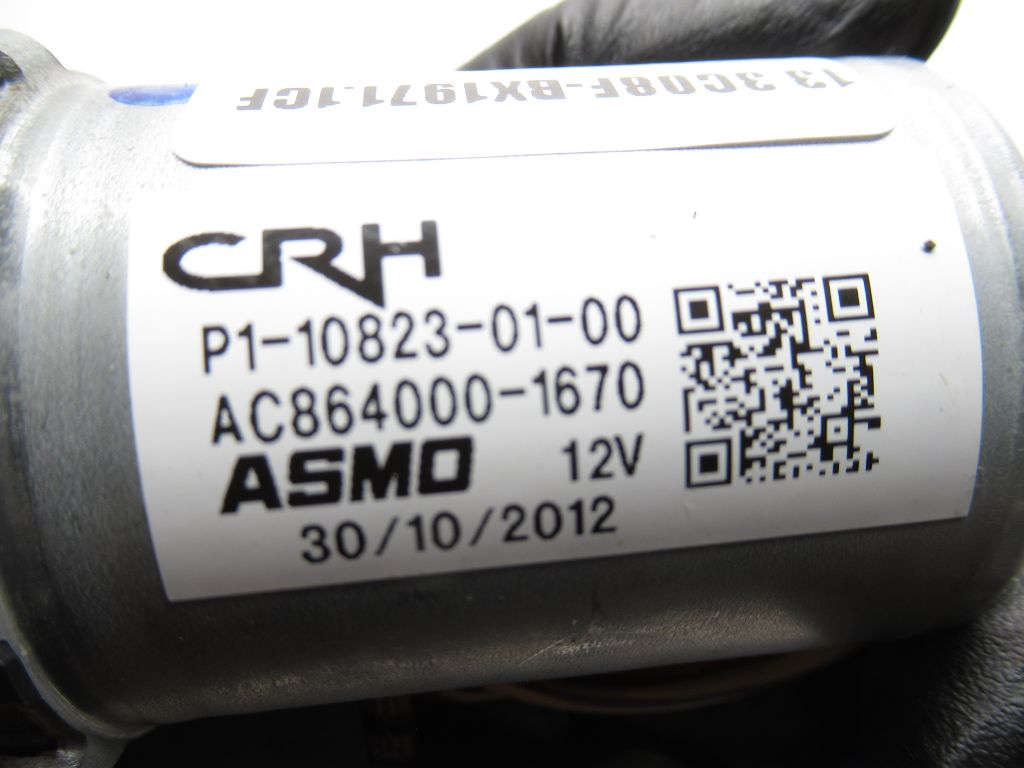 13.3C08F-BX1971.1CF
CRH
P1-10823-01-00
AC864000-1670
ASMO 12V
30/10/2012